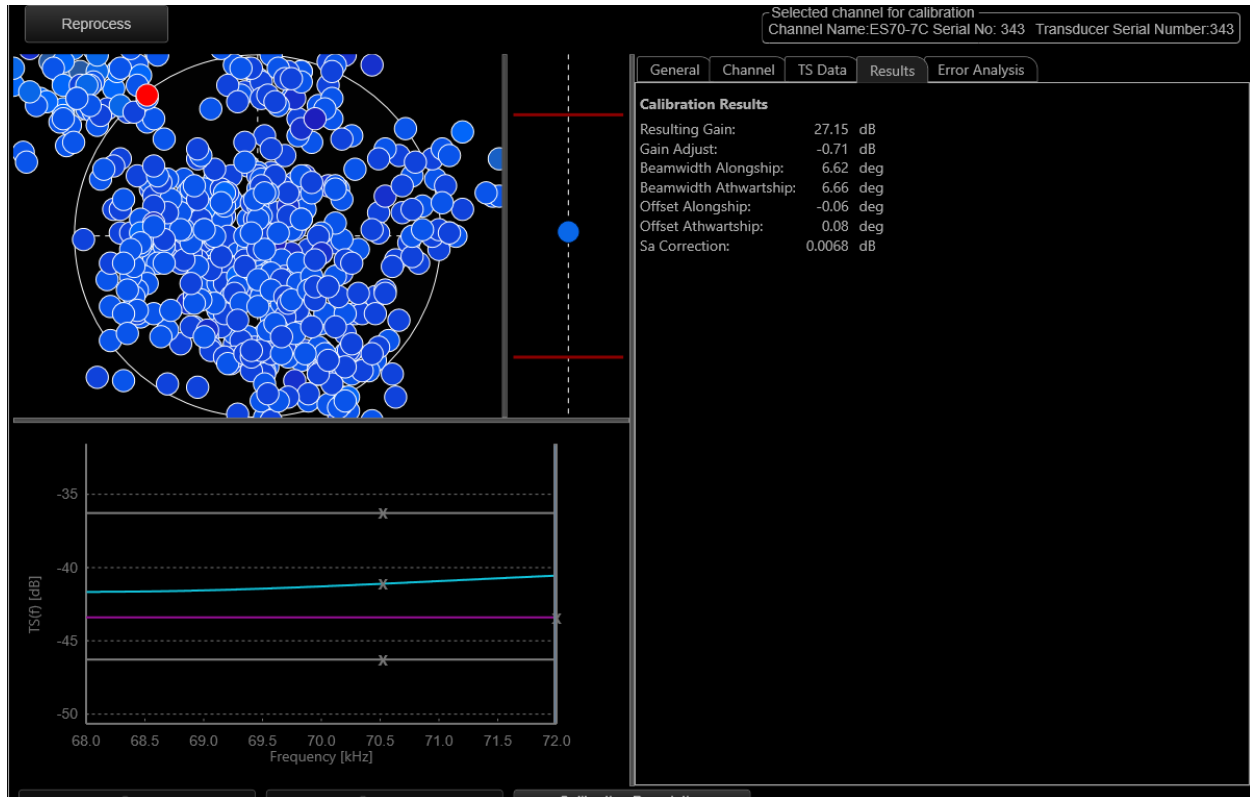 Reprocess
Selected channel for calibration
Channel Name:ES70-7C Serial No: 343 Transducer Serial Number:343
General Channel TS Data Results Error Analysis
Calibration Results
Resulting Gain: 27.15 dB
Gain Adjust: -0.71 dB
Beamwidth Alongship: 6.62 deg
Beamwidth Athwartship: 6.66 deg
Offset Alongship: -0.06 deg
Offset Athwartship: 0.08 deg
Sa Correction: 0.0068 dB
-35
-40
-45
-50
TS(f) [dB]
x
x
x
x
68.0 68.5 69.0 69.5 70.0 70.5 71.0 71.5 72.0
Frequency [kHz]